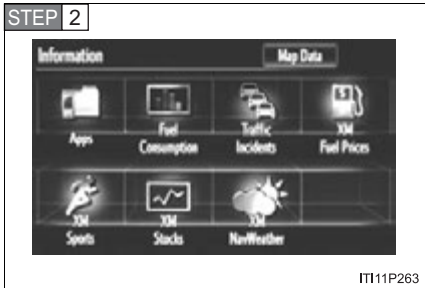 STEP 2
Information
Map Data
Apps
Fuel
Consumption
Traffic
Incidents
XM
Fuel Prices
XM
Sports
XM
Stocks
XM
NavWeather
ITI11P263